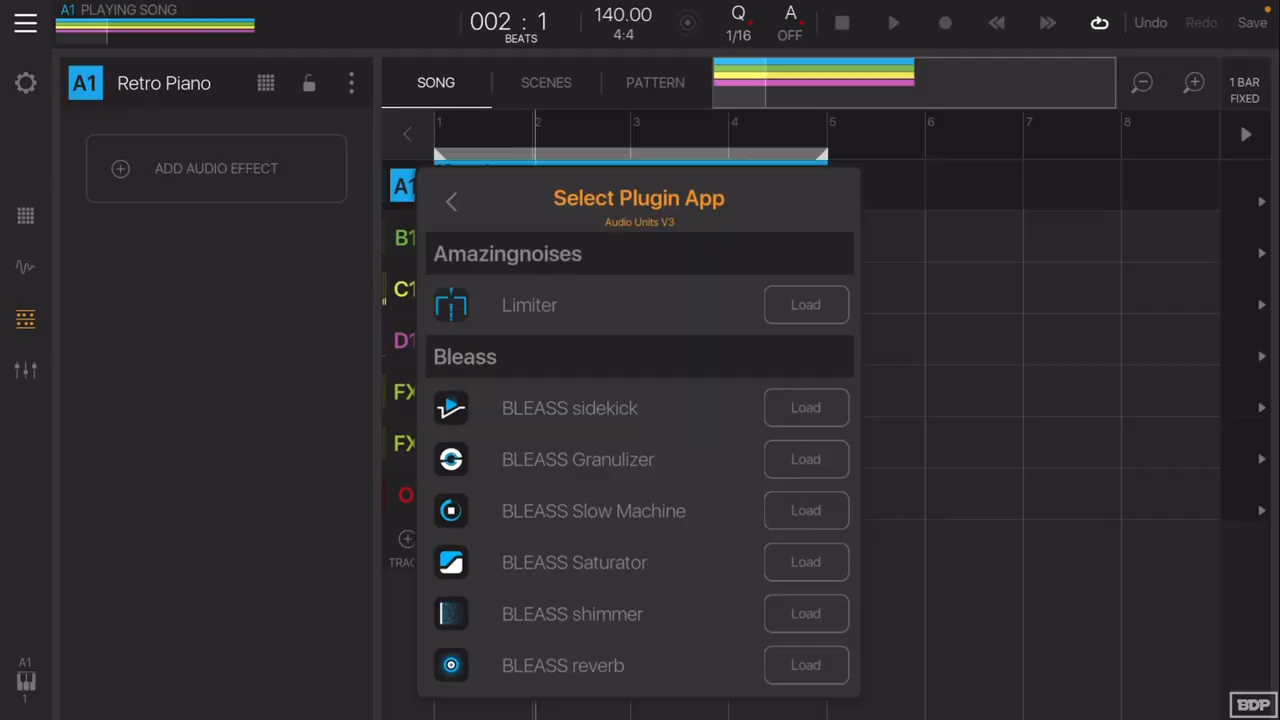 A1 PLAYING SONG
002 : 1
BEATS
140.00
4:4
Q
1/16
A
OFF
Undo
Redo
Save
A1
Retro Piano
SONG
SCENES
PATTERN
1 BAR
FIXED
ADD AUDIO EFFECT
1
2
3
4
5
6
7
8
A1
B1
C1
D1
FX
FX
O
TRAC
Select Plugin App
Audio Units V3
Amazingnoises
Limiter
Load
Bleass
BLEASS sidekick
Load
BLEASS Granulizer
Load
BLEASS Slow Machine
Load
BLEASS Saturator
Load
BLEASS shimmer
Load
BLEASS reverb
Load
A1
1
BDP